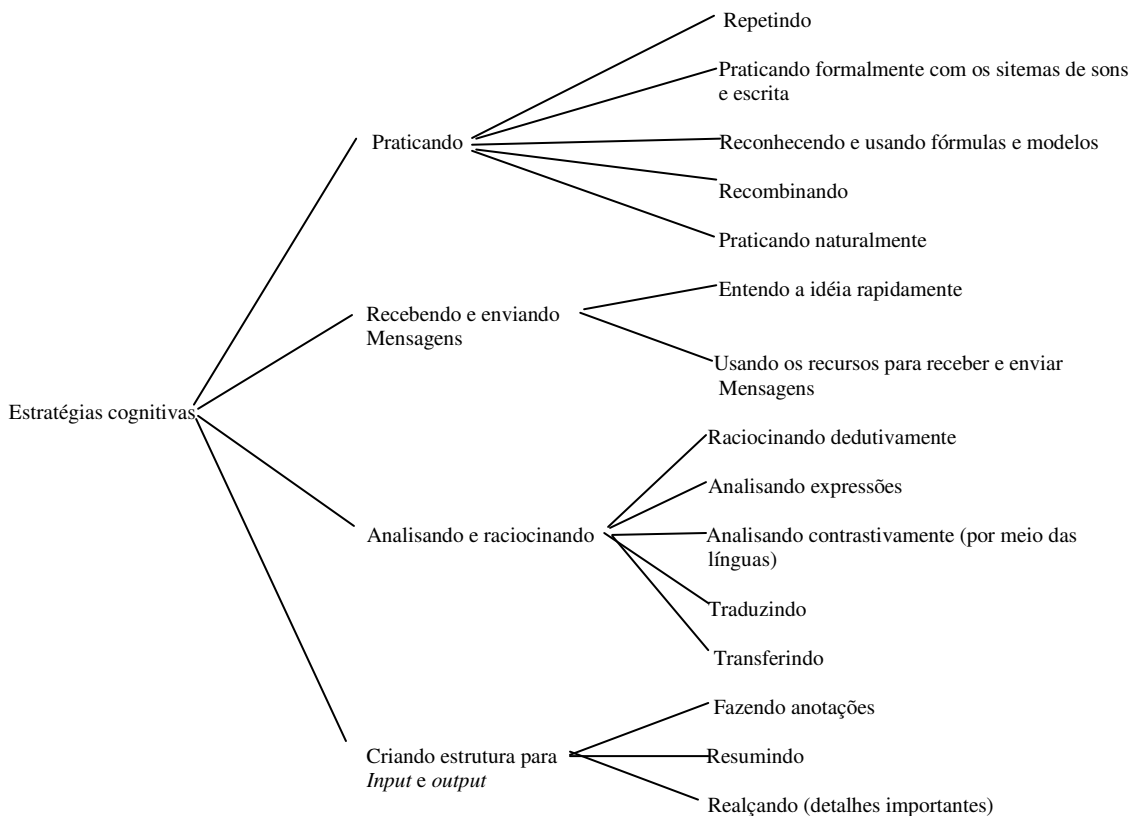 Repetindo
Praticando formalmente com os sitemas de sons
e escrita
Praticando
Reconhecendo e usando fórmulas e modelos
Recombinando
Praticando naturalmente
Entendo a idéia rapidamente
Recebendo e enviando
Mensagens
Usando os recursos para receber e enviar
Mensagens
Estratégias cognitivas
Raciocinando dedutivamente
Analisando expressões
Analisando e raciocinando
Analisando contrastivamente (por meio das
línguas)
Traduzindo
Transferindo
Fazendo anotações
Criando estrutura para
Input e output
Resumindo
Realçando (detalhes importantes)